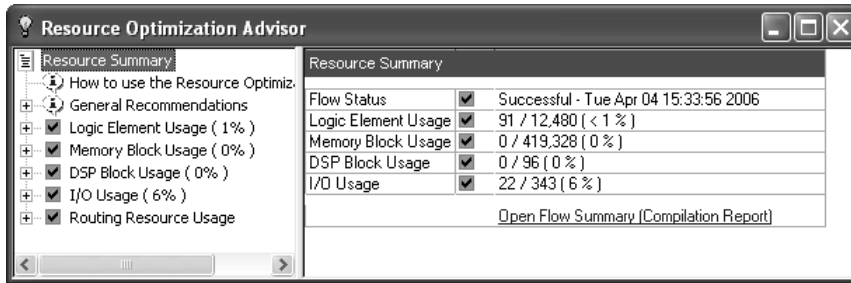 Resource Optimization Advisor
Resource Summary
How to use the Resource Optimiz
General Recommendations
Logic Element Usage ( 1% )
Memory Block Usage ( 0% )
DSP Block Usage ( 0% )
I/O Usage ( 6% )
Routing Resource Usage
Resource Summary
Flow Status Successful - Tue Apr 04 15:33:56 2006
Logic Element Usage 91 / 12,480 ( < 1 % )
Memory Block Usage 0 / 419,328 ( 0 % )
DSP Block Usage 0 / 96 ( 0 % )
I/O Usage 22 / 343 ( 6 % )
Open Flow Summary (Compilation Report)